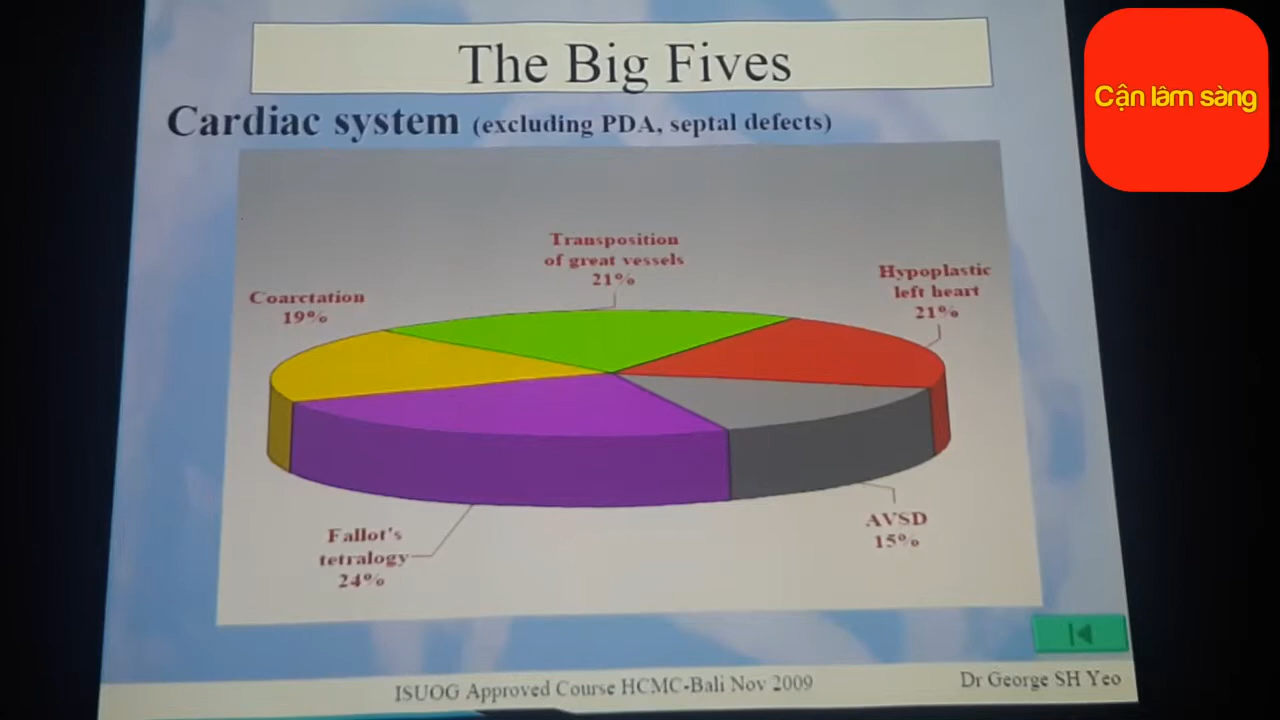 The Big Fives
Cận lâm sàng
Cardiac system (excluding PDA, septal defects)
Transposition
of great vessels
21%
Hypoplastic
left heart
21%
Coarctation
19%
Fallot's
tetralogy
24%
AVSD
15%
ISUOG Approved Course HCMC-Bali Nov 2009
Dr George SH Yeo